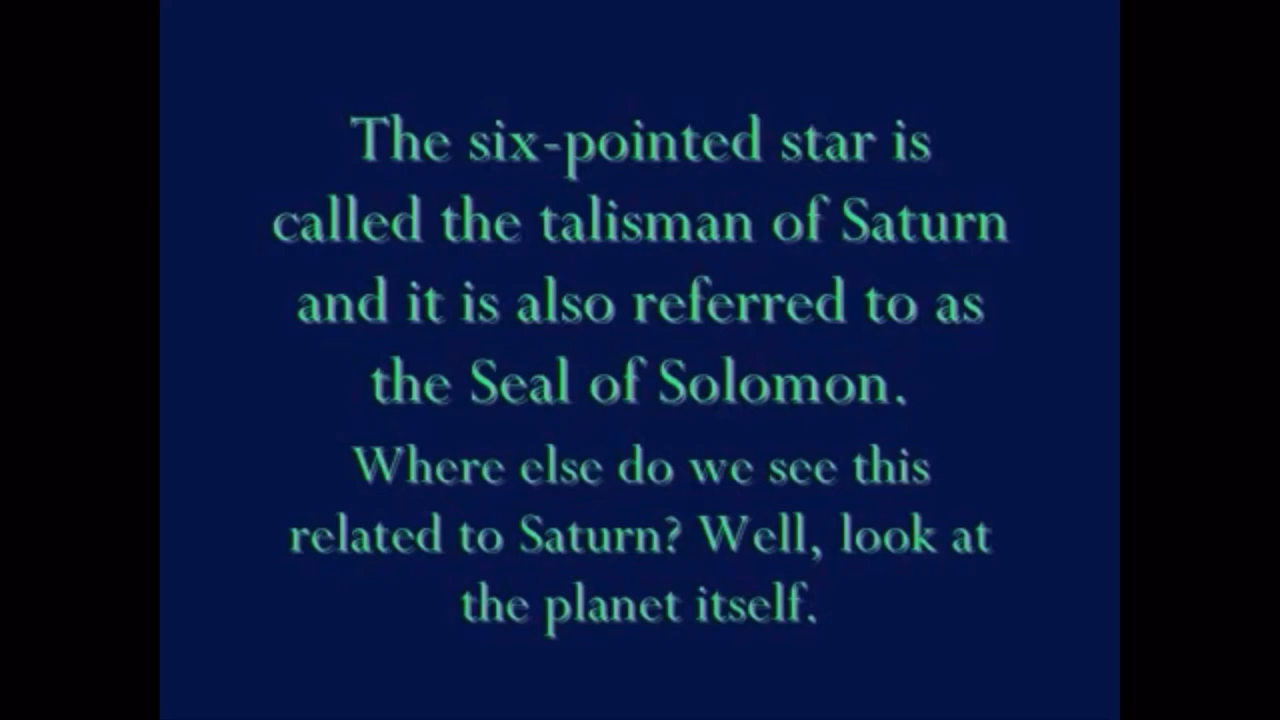 The six-pointed star is
called the talisman of Saturn
and it is also referred to as
the Seal of Solomon.
Where else do we see this
related to Saturn? Well, look at
the planet itself.